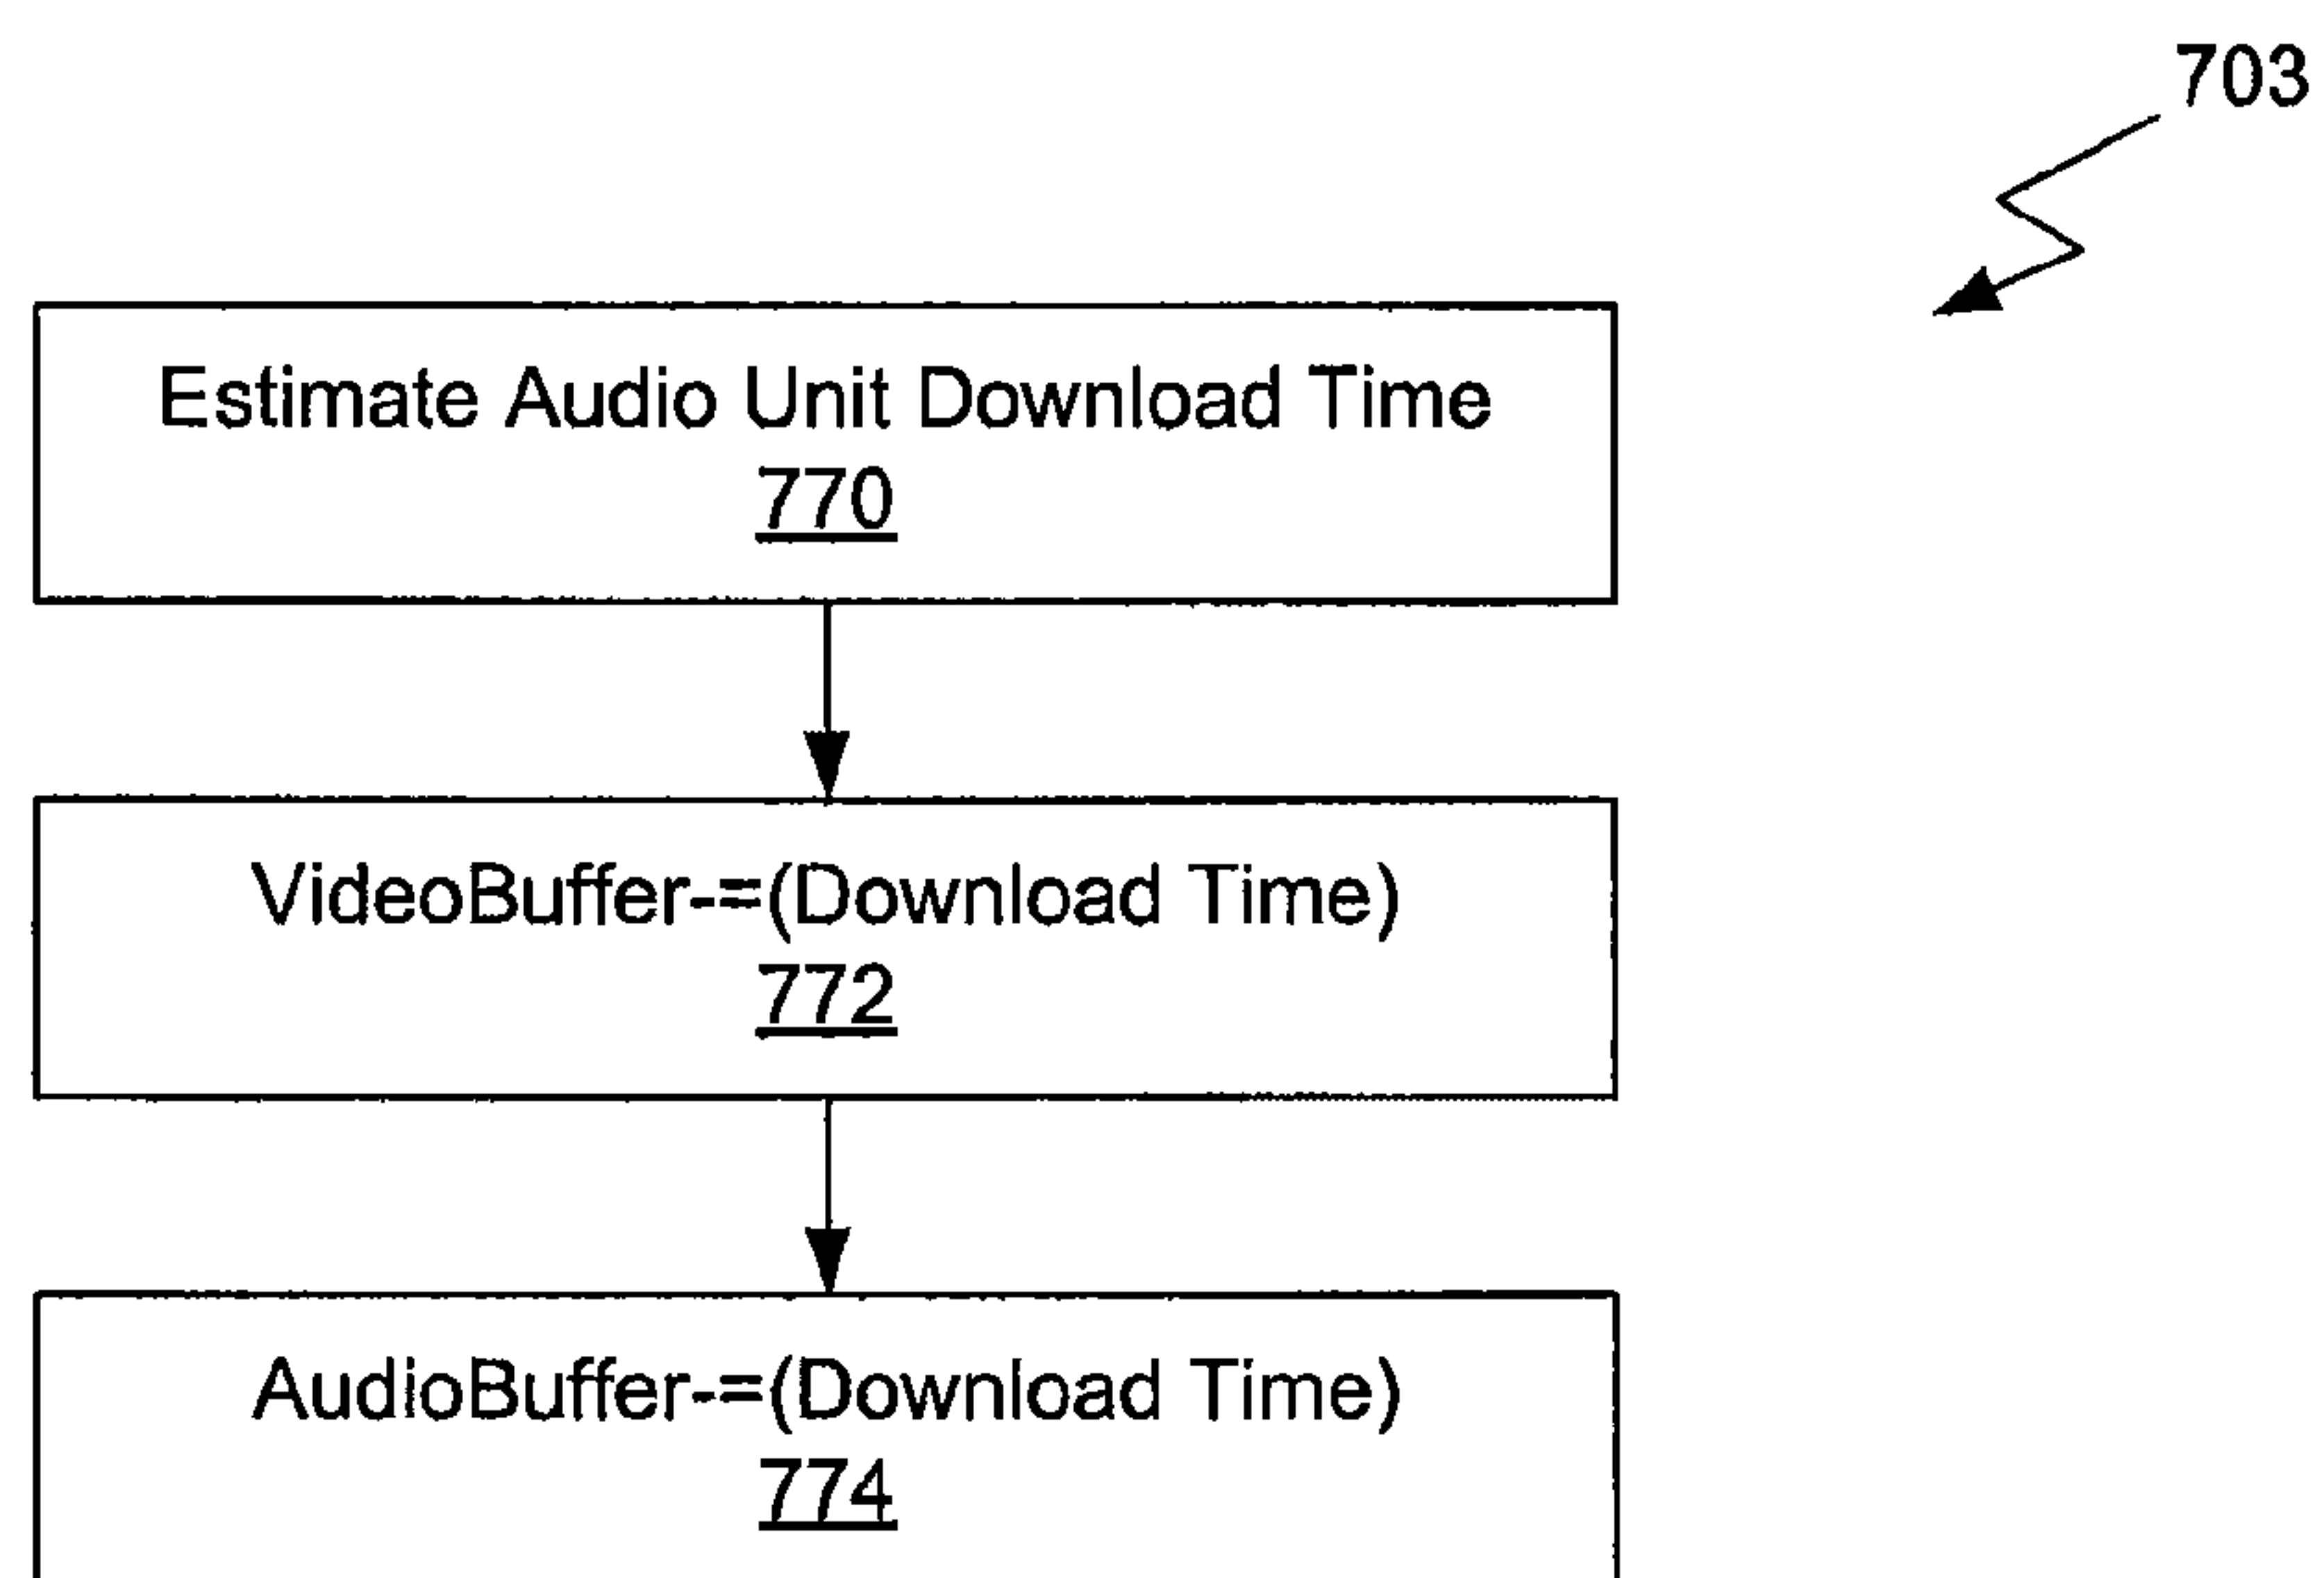 703
Estimate Audio Unit Download Time
770
VideoBuffer-=(Download Time)
772
AudioBuffer-=(Download Time)
774